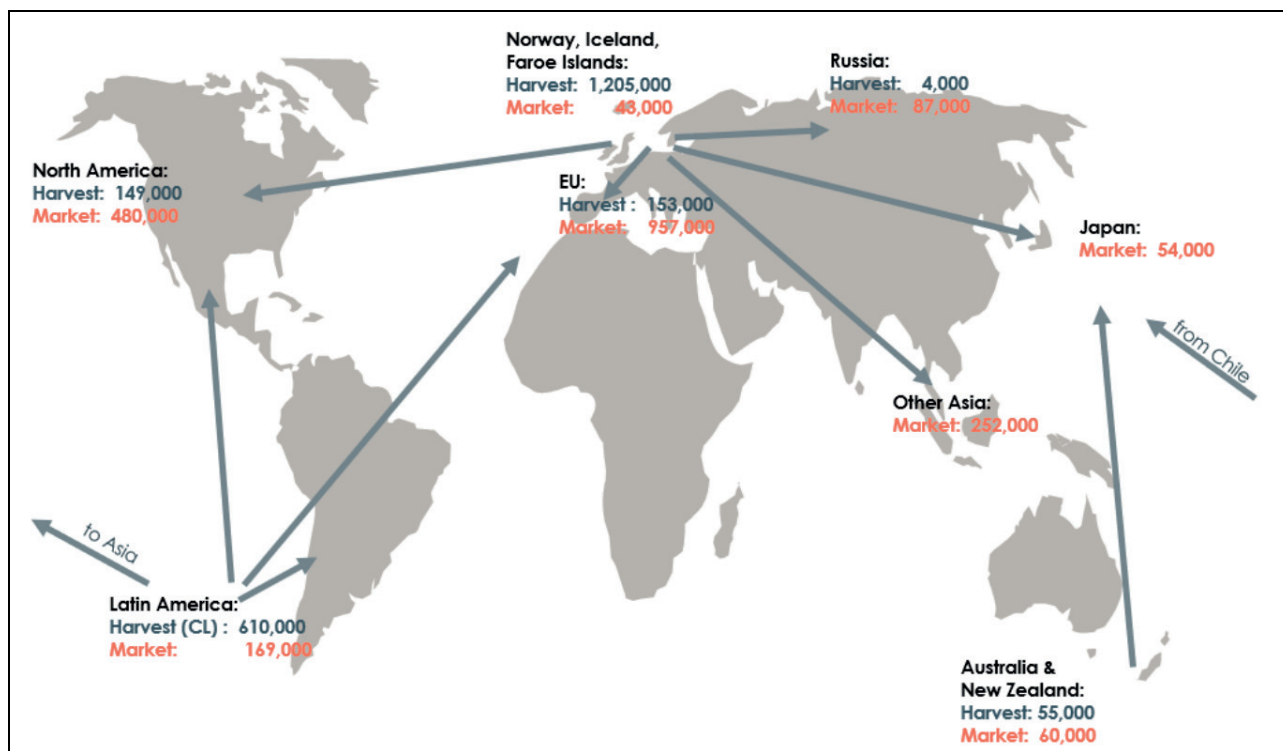 Norway, Iceland,
Faroe Islands:
Harvest: 1,205,000
Market: 43,000
Russia:
Harvest: 4,000
Market: 87,000
North America:
Harvest: 149,000
Market: 480,000
EU:
Harvest : 153,000
Market: 957,000
Japan:
Market: 54,000
from Chile
Other Asia:
Market: 252,000
to Asia
Latin America:
Harvest (CL) : 610,000
Market: 169,000
Australia &
New Zealand:
Harvest: 55,000
Market: 60,000